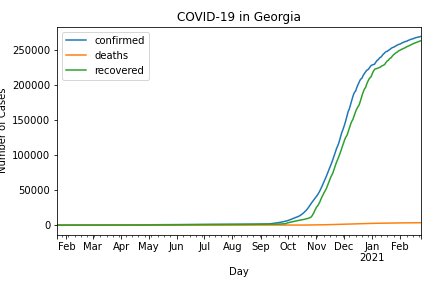 COVID-19 in Georgia
confirmed
deaths
recovered
250000
200000
150000
100000
50000
0
Number of Cases
Feb Mar Apr May Jun Jul Aug Sep Oct Nov Dec Jan Feb
2021
Day